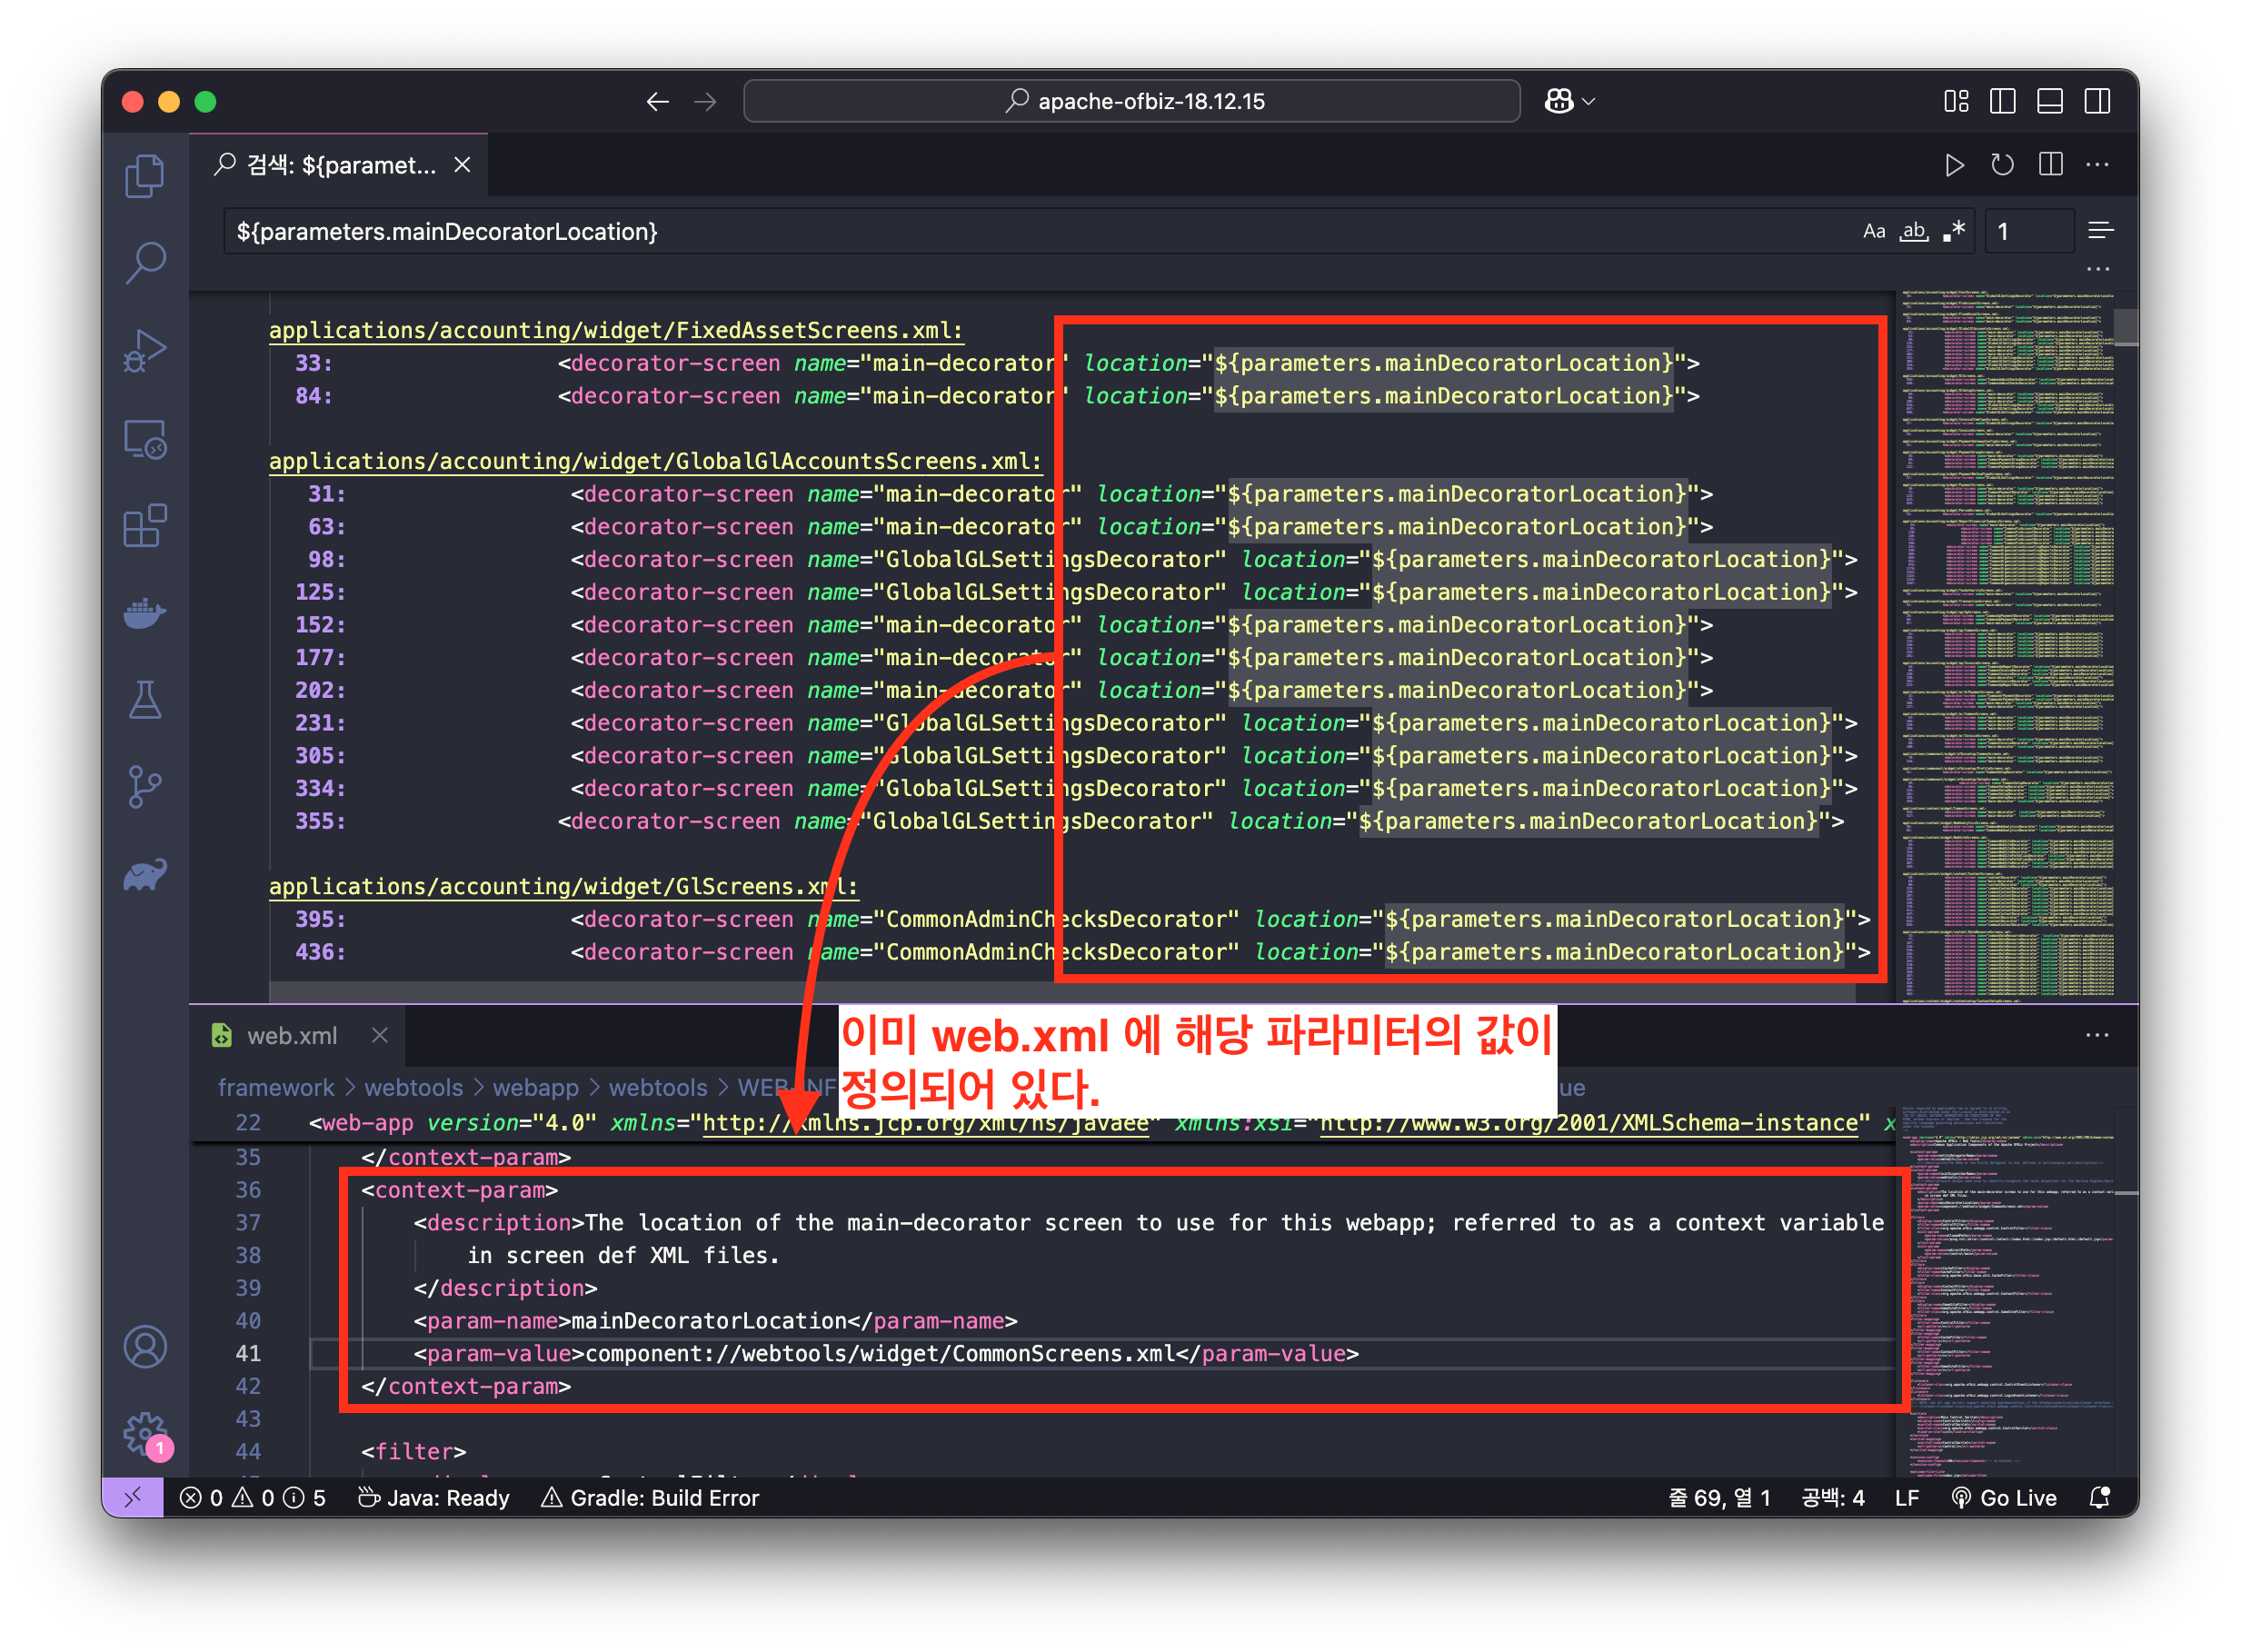 apache-ofbiz-18.12.15
검색: ${paramet...
${parameters.mainDecoratorLocation}
Aa ab .* 1
applications/accounting/widget/FixedAssetScreens.xml:
33: <decorator-screen name="main-decorator" location="${parameters.mainDecoratorLocation}">
84: <decorator-screen name="main-decorator" location="${parameters.mainDecoratorLocation}">
applications/accounting/widget/GlobalGlAccountsScreens.xml:
31: <decorator-screen name="main-decorator" location="${parameters.mainDecoratorLocation}">
63: <decorator-screen name="main-decorator" location="${parameters.mainDecoratorLocation}">
98: <decorator-screen name="GlobalGLSettingsDecorator" location="${parameters.mainDecoratorLocation}">
125: <decorator-screen name="GlobalGLSettingsDecorator" location="${parameters.mainDecoratorLocation}">
152: <decorator-screen name="main-decorator" location="${parameters.mainDecoratorLocation}">
177: <decorator-screen name="main-decorator" location="${parameters.mainDecoratorLocation}">
202: <decorator-screen name="main-decorator" location="${parameters.mainDecoratorLocation}">
231: <decorator-screen name="GlobalGLSettingsDecorator" location="${parameters.mainDecoratorLocation}">
305: <decorator-screen name="GlobalGLSettingsDecorator" location="${parameters.mainDecoratorLocation}">
334: <decorator-screen name="GlobalGLSettingsDecorator" location="${parameters.mainDecoratorLocation}">
355: <decorator-screen name="GlobalGLSettingsDecorator" location="${parameters.mainDecoratorLocation}">
applications/accounting/widget/GlScreens.xml:
395: <decorator-screen name="CommonAdminChecksDecorator" location="${parameters.mainDecoratorLocation}">
436: <decorator-screen name="CommonAdminChecksDecorator" location="${parameters.mainDecoratorLocation}">
web.xml
이미 web.xml 에 해당 파라미터의 값이
정의되어 있다.
framework > webtools > webapp > webtools > WEB-INF ue
22 <web-app version="4.0" xmlns="http://xmlns.jcp.org/xml/ns/javaee" xmlns:xsi="http://www.w3.org/2001/XMLSchema-instance" x
35 </context-param>
36 <context-param>
37 <description>The location of the main-decorator screen to use for this webapp; referred to as a context variable
38 in screen def XML files.
39 </description>
40 <param-name>mainDecoratorLocation</param-name>
41 <param-value>component://webtools/widget/CommonScreens.xml</param-value>
42 </context-param>
43
44 <filter>
1
0 0 5 Java: Ready Gradle: Build Error 줄 69, 열 1 공백: 4 LF Go Live